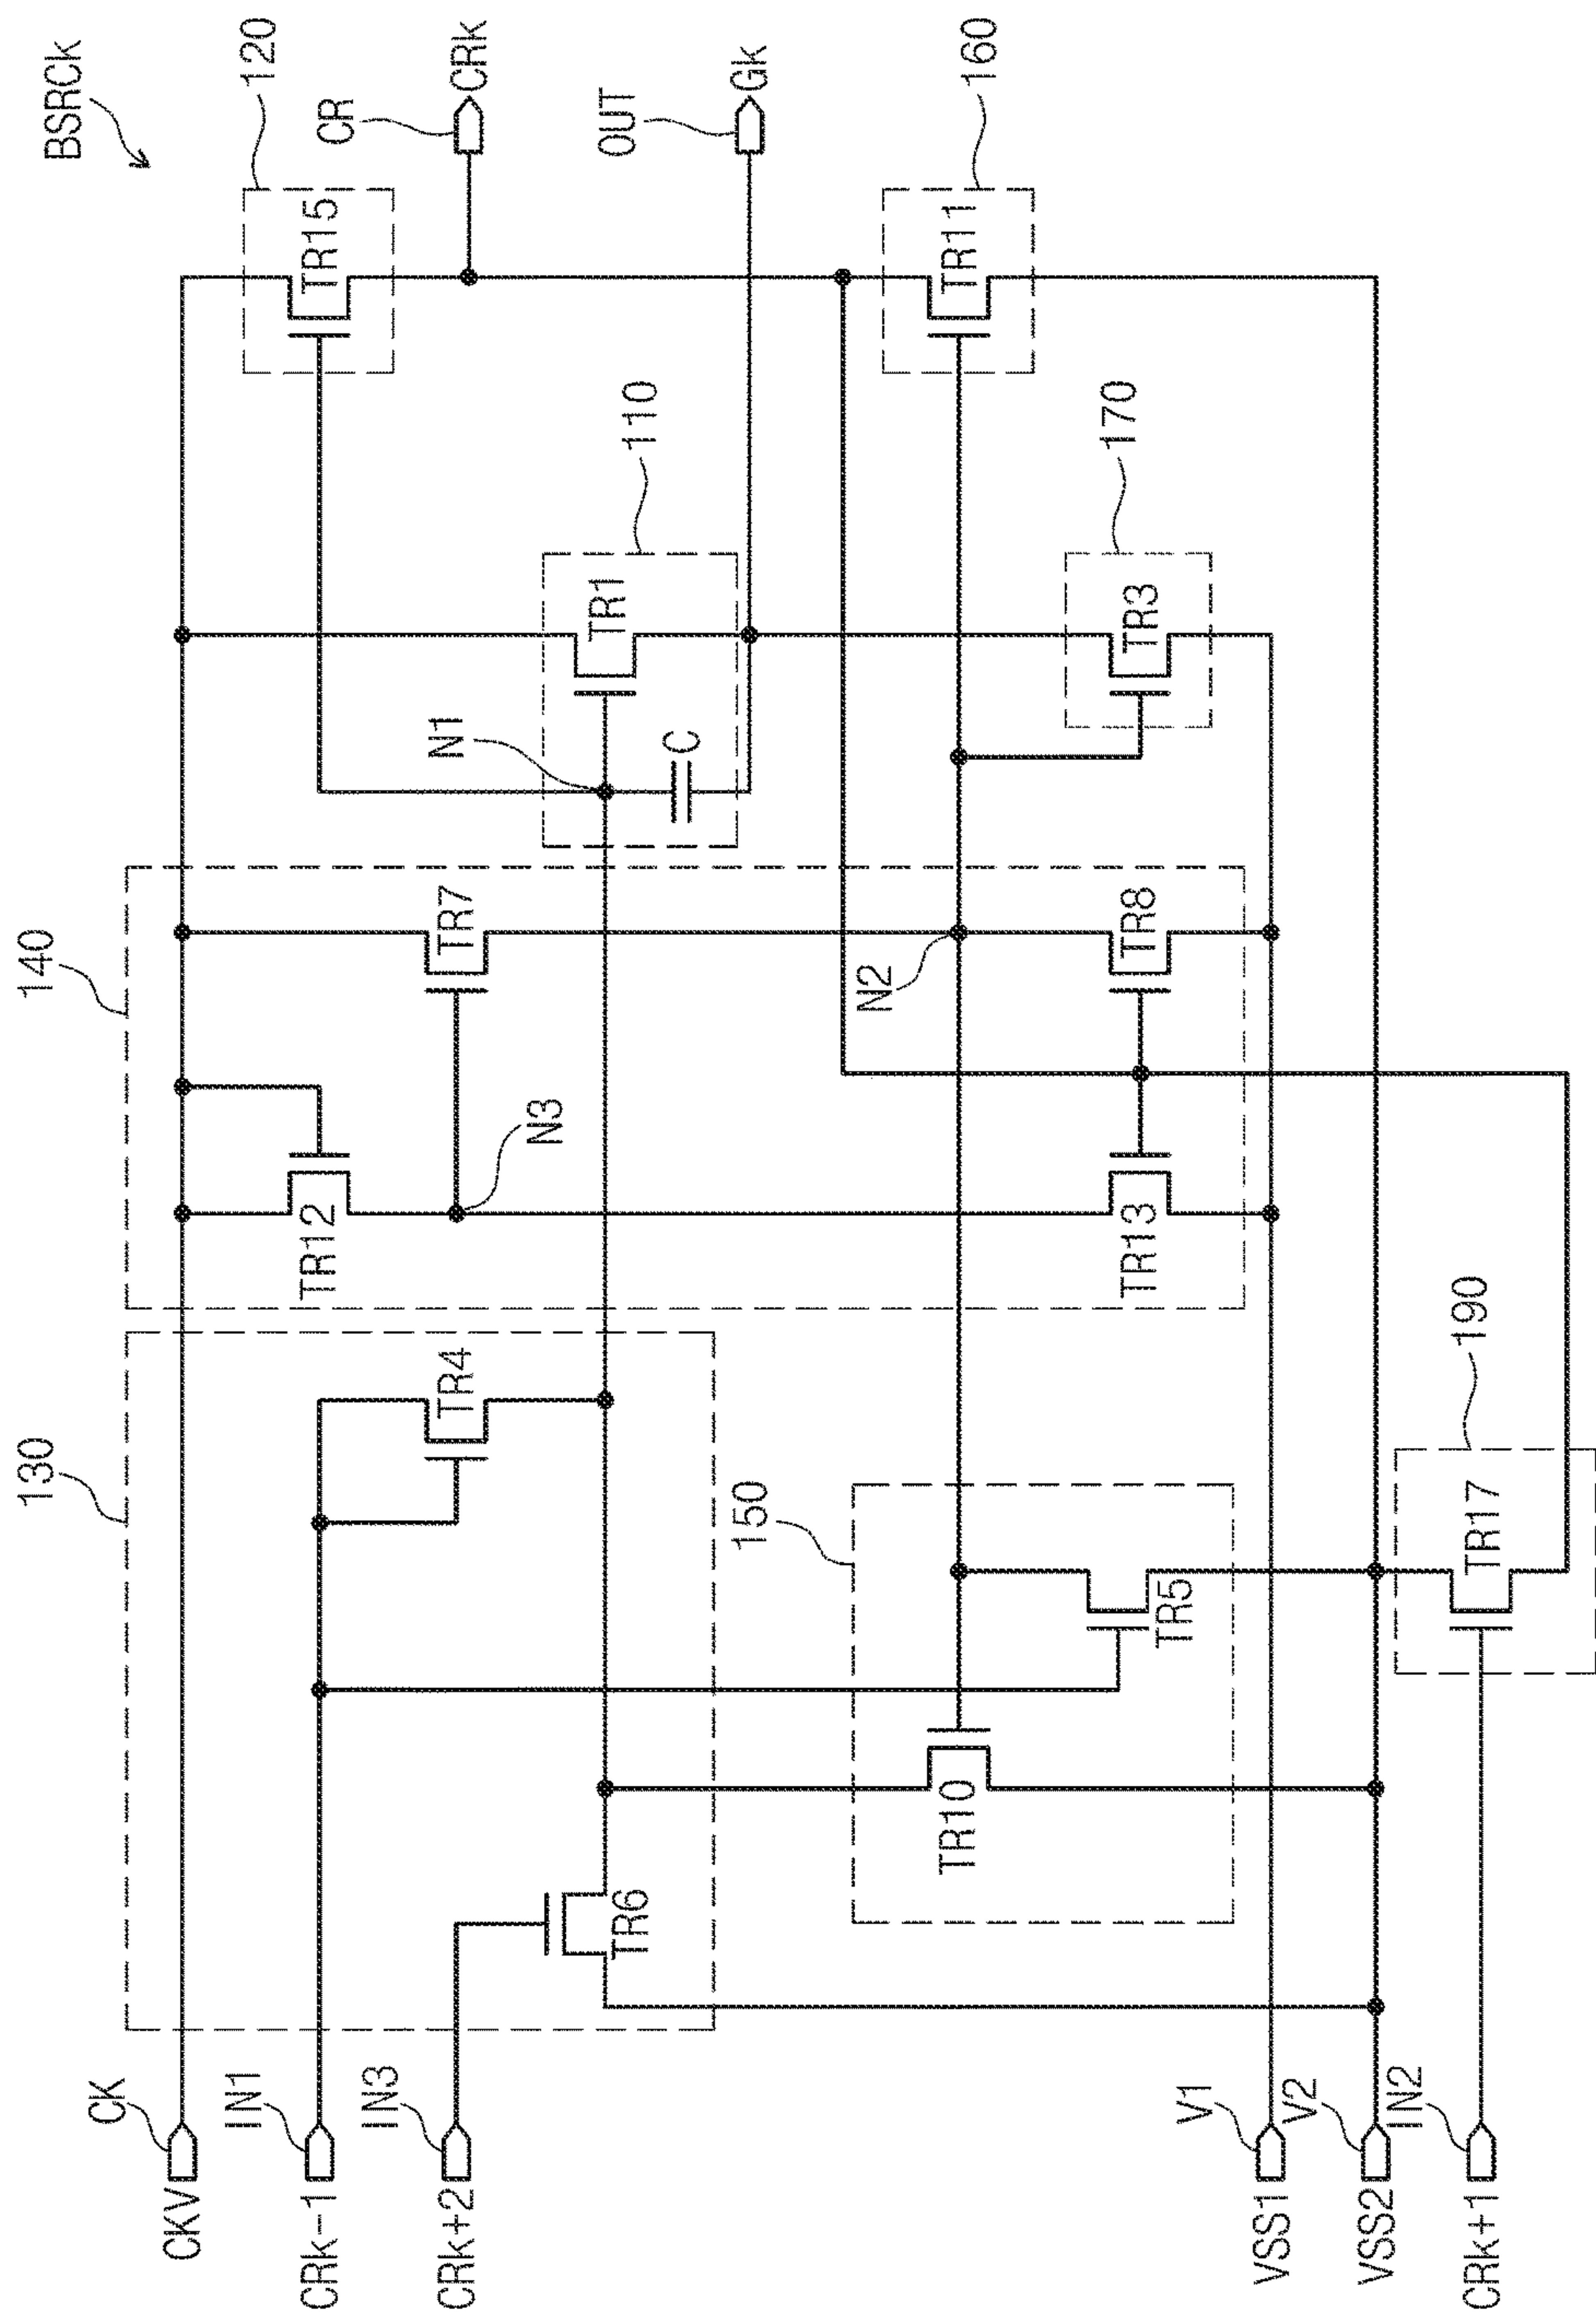 BSRCk
120
CR
CRk
OUT
Gk
160
TR15
TR11
110
170
TR1
TR3
N1
C
140
TR7
TR8
N2
N3
TR12
TR13
130
TR4
190
150
TR17
TR5
TR10
TR6
CK
IN1
IN3
V1
V2
IN2
CKV
CRk-1
CRk+2
VSS1
VSS2
CRk+1